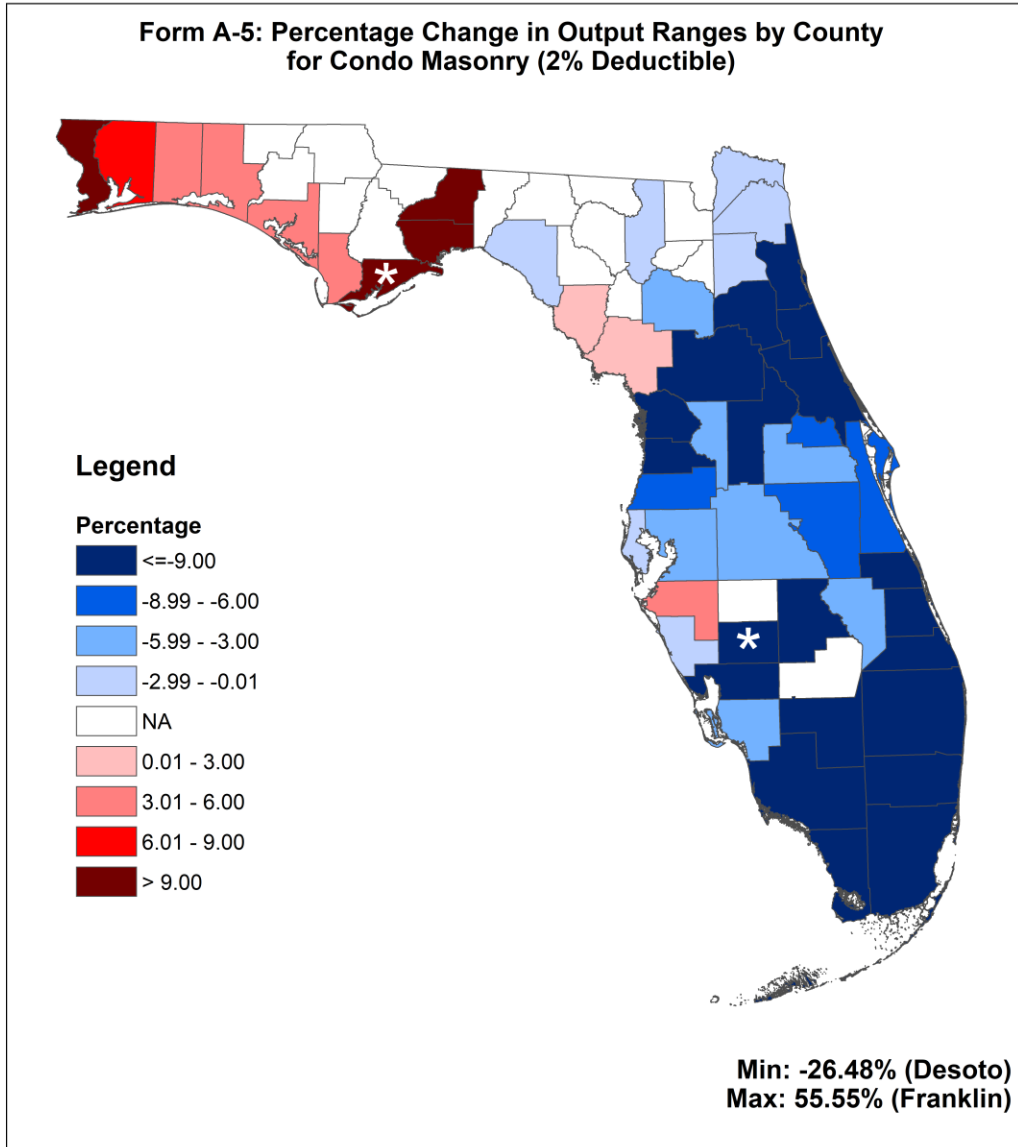 Form A-5: Percentage Change in Output Ranges by County
for Condo Masonry (2% Deductible)
*
*
Legend
Percentage
<=-9.00
-8.99 - -6.00
-5.99 - -3.00
-2.99 - -0.01
NA
0.01 - 3.00
3.01 - 6.00
6.01 - 9.00
> 9.00
Min: -26.48% (Desoto)
Max: 55.55% (Franklin)